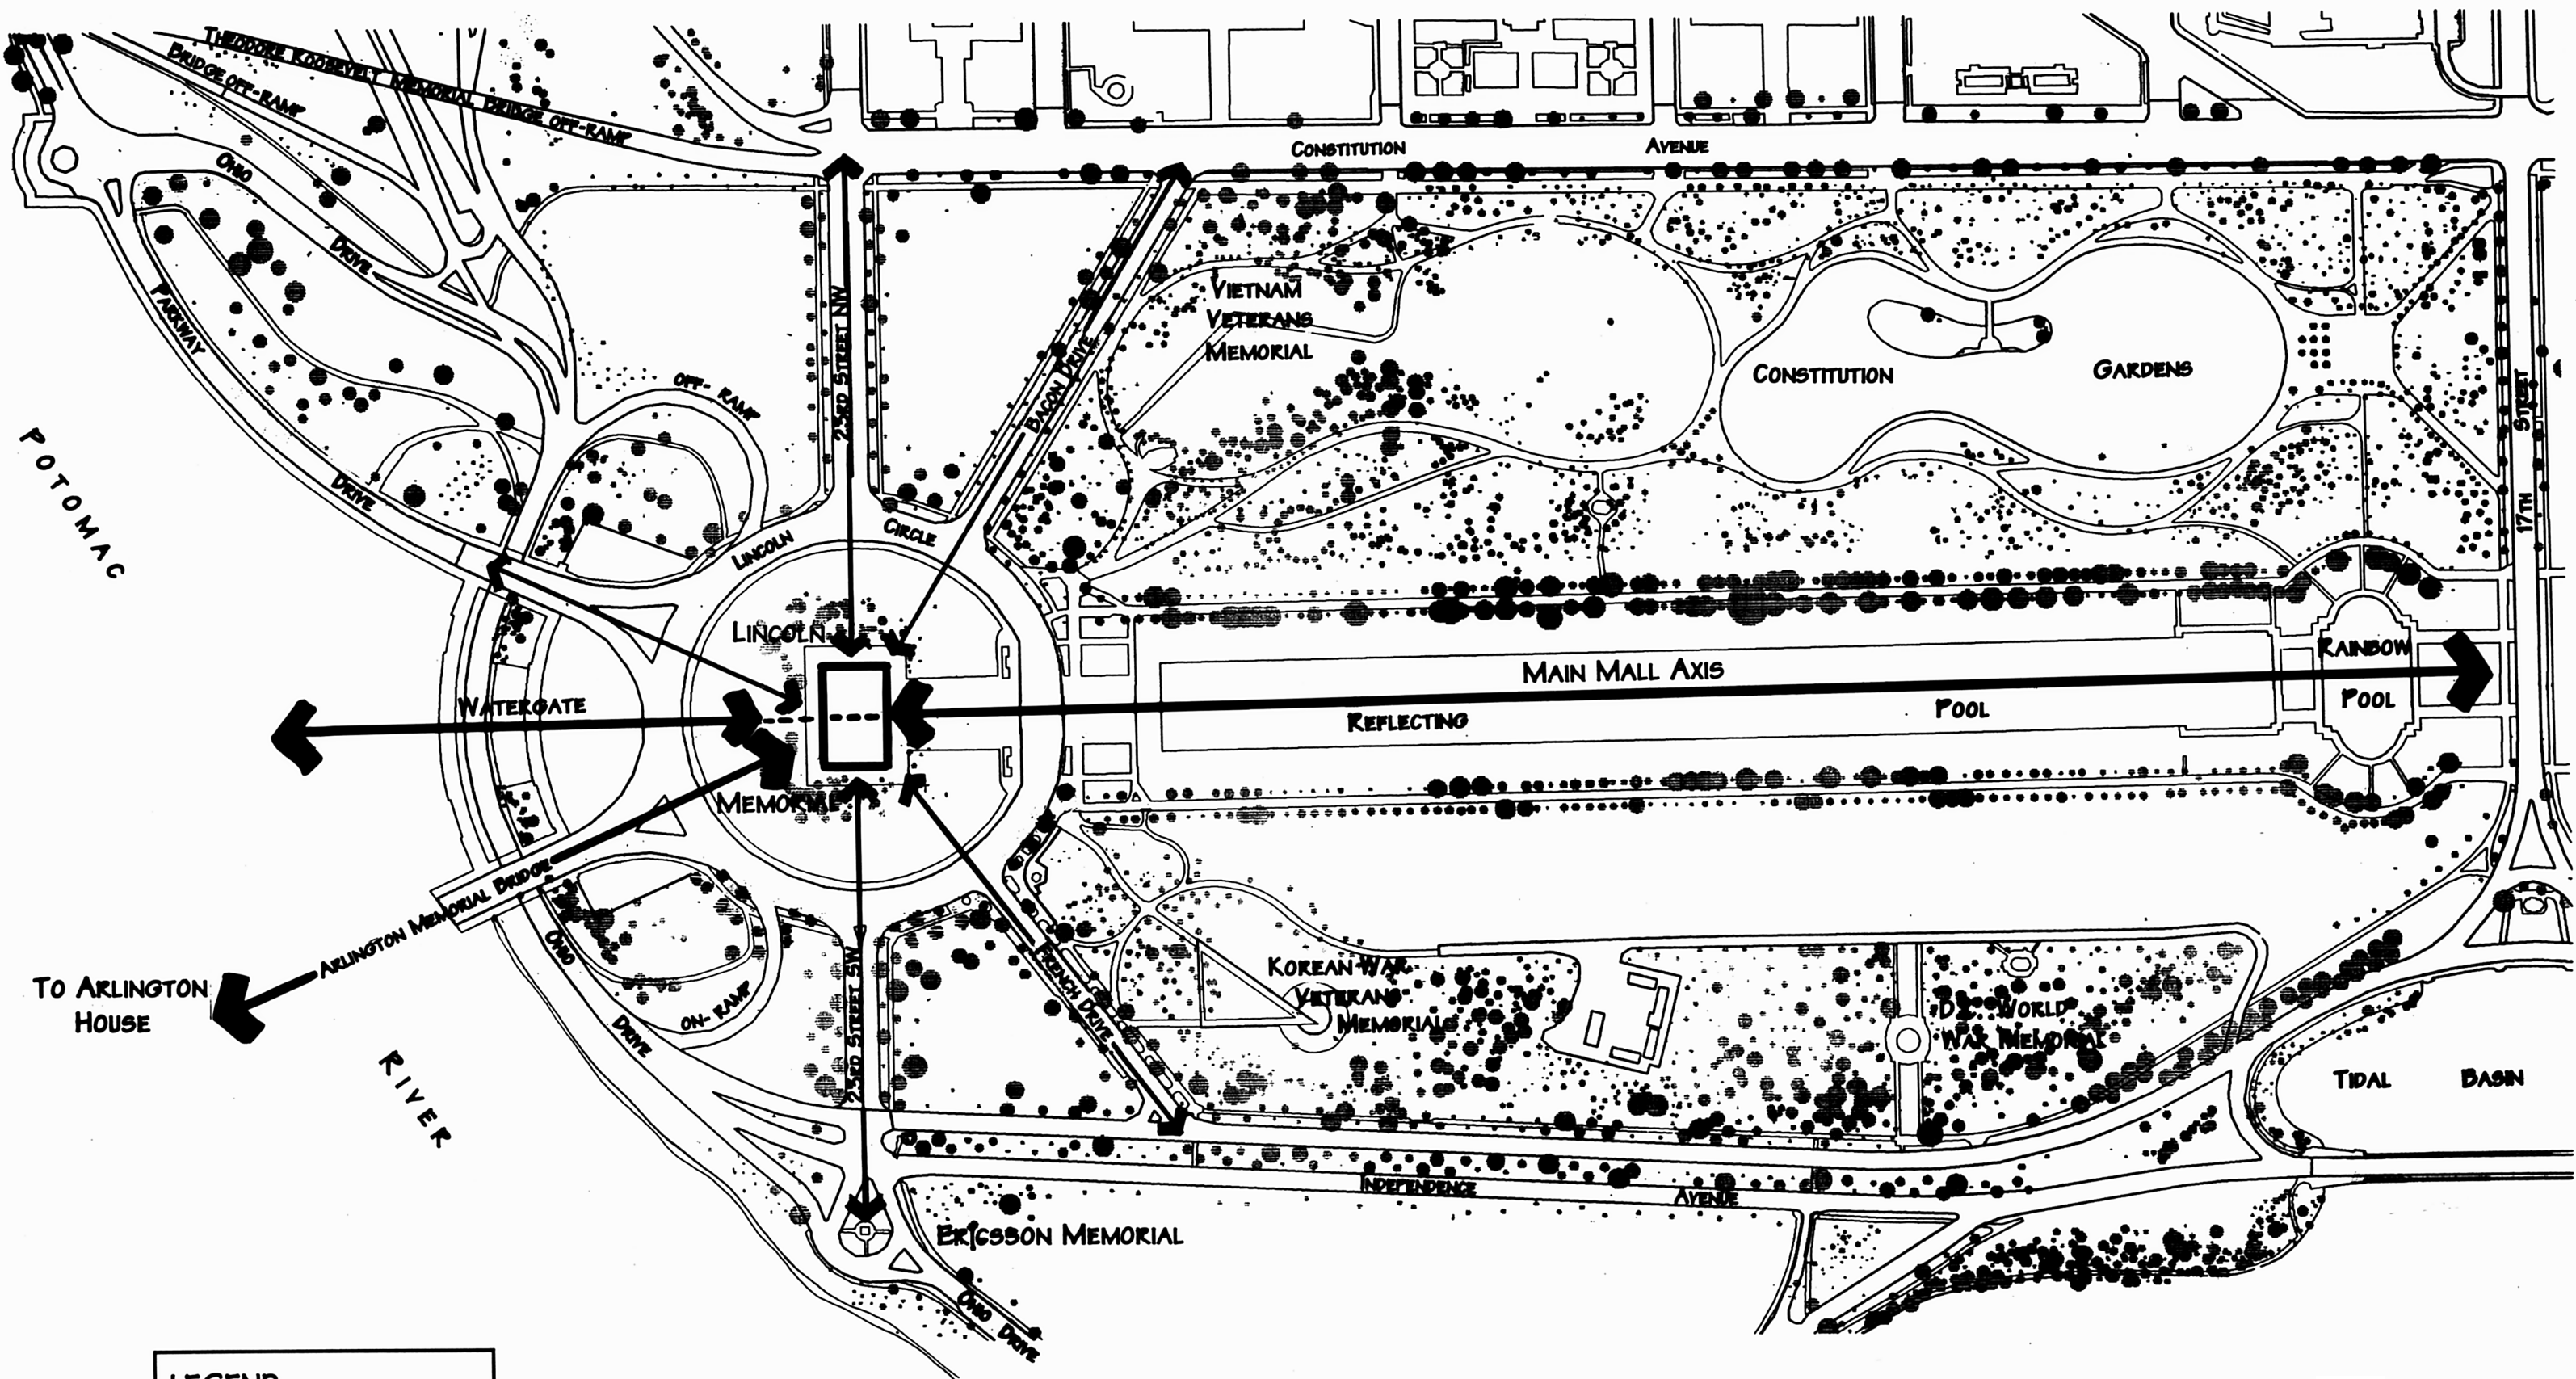 THEODORE ROOSEVELT MEMORIAL BRIDGE OFF-RAMP
BRIDGE OFF-RAMP
CONSTITUTION AVENUE
OHIO DRIVE
PARKWAY DRIVE
23RD STREET NW
BACON DRIVE
VIETNAM
VETERANS
MEMORIAL
CONSTITUTION GARDENS
OFF-RAMP
17TH STREET
POTOMAC
LINCOLN CIRCLE
LINCOLN
MEMORIAL
RAINBOW
POOL
MAIN MALL AXIS
REFLECTING POOL
WATERGATE
ARLINGTON MEMORIAL BRIDGE
TO ARLINGTON
HOUSE
OHIO DRIVE
ON-RAMP
23RD STREET SW
FRENCH DRIVE
KOREAN WAR
VETERANS
MEMORIAL
D.C. WORLD
WAR MEMORIAL
TIDAL BASIN
RIVER
INDEPENDENCE AVENUE
ERICSSON MEMORIAL
OHIO DRIVE
LEGEND